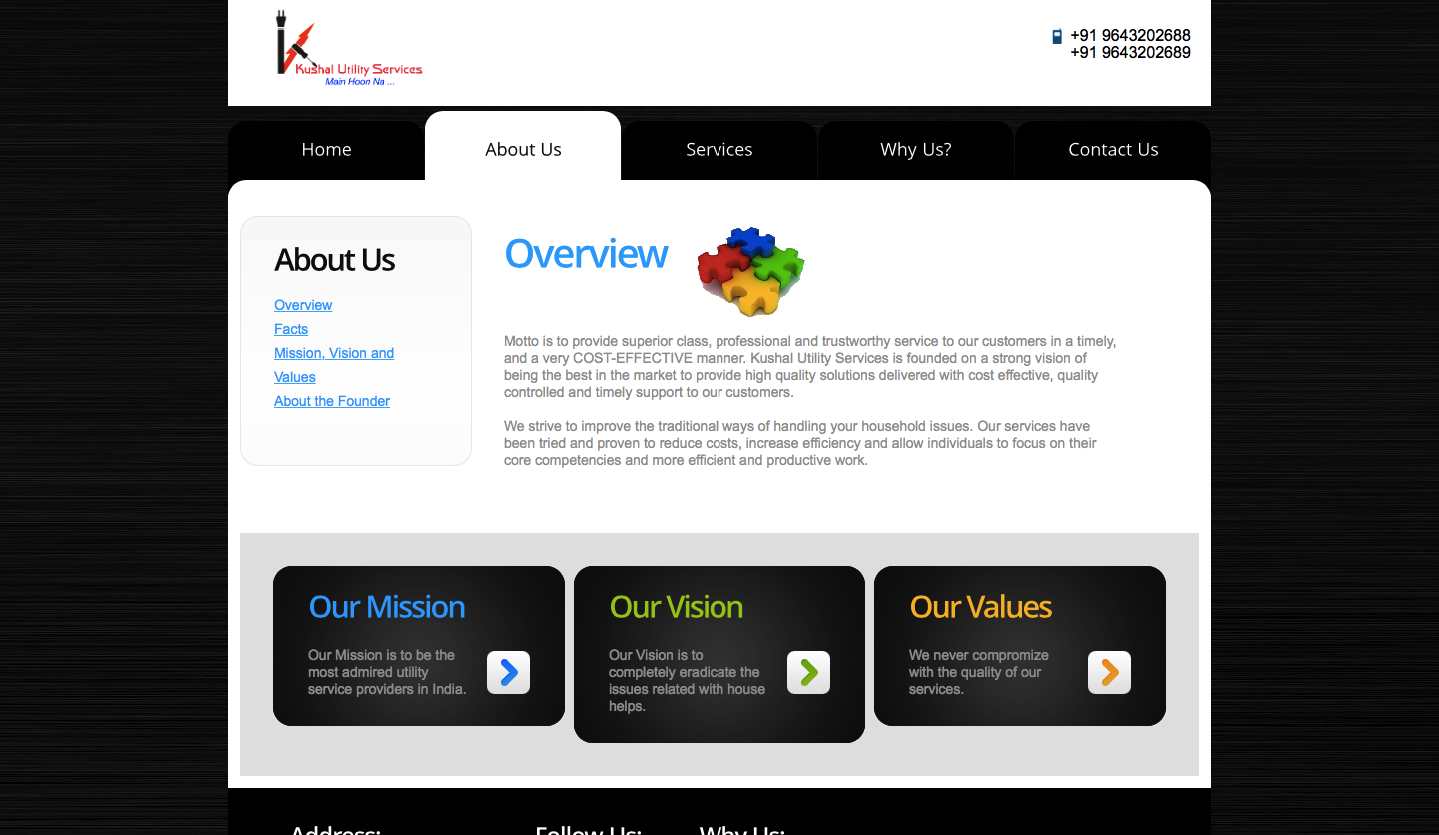 Kushal Utility Services
Main Hoon Na ...
+91 9643202688
+91 9643202689
Home
About Us
Services
Why Us?
Contact Us
About Us
Overview
Facts
Mission, Vision and
Values
About the Founder
Overview
Motto is to provide superior class, professional and trustworthy service to our customers in a timely,
and a very COST-EFFECTIVE manner. Kushal Utility Services is founded on a strong vision of
being the best in the market to provide high quality solutions delivered with cost effective, quality
controlled and timely support to our customers.
We strive to improve the traditional ways of handling your household issues. Our services have
been tried and proven to reduce costs, increase efficiency and allow individuals to focus on their
core competencies and more efficient and productive work.
Our Mission
Our Mission is to be the
most admired utility
service providers in India.
Our Vision
Our Vision is to
completely eradicate the
issues related with house
helps.
Our Values
We never compromize
with the quality of our
services.
Address:
Follow Us:
Why Us: